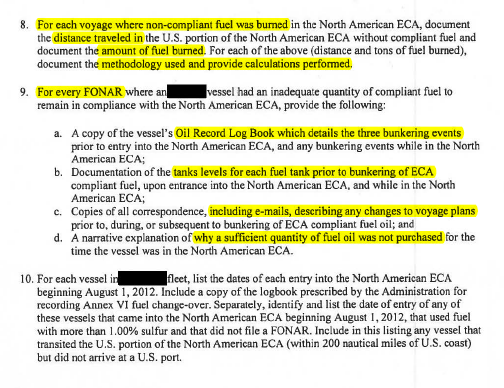 8. For each voyage where non-compliant fuel was burned in the North American ECA, document
the distance traveled in the U.S. portion of the North American ECA without compliant fuel and
document the amount of fuel burned. For each of the above (distance and tons of fuel burned),
document the methodology used and provide calculations performed.
9. For every FONAR where an vessel had an inadequate quantity of compliant fuel to
remain in compliance with the North American ECA, provide the following:
a. A copy of the vessel's Oil Record Log Book which details the three bunkering events
prior to entry into the North American ECA, and any bunkering events while in the North
American ECA;
b. Documentation of the tanks levels for each fuel tank prior to bunkering of ECA
compliant fuel, upon entrance into the North American ECA, and while in the North
American ECA;
c. Copies of all correspondence, including e-mails, describing any changes to voyage plans
prior to, during, or subsequent to bunkering of ECA compliant fuel oil; and
d. A narrative explanation of why a sufficient quantity of fuel oil was not purchased for the
time the vessel was in the North American ECA.
10. For each vessel in fleet, list the dates of each entry into the North American ECA
beginning August 1, 2012. Include a copy of the logbook prescribed by the Administration for
recording Annex VI fuel change-over. Separately, identify and list the date of entry of any of
these vessels that came into the North American ECA beginning August 1, 2012, that used fuel
with more than 1.00% sulfur and that did not file a FONAR. Include in this listing any vessel that
transited the U.S. portion of the North American ECA (within 200 nautical miles of U.S. coast)
but did not arrive at a U.S. port.